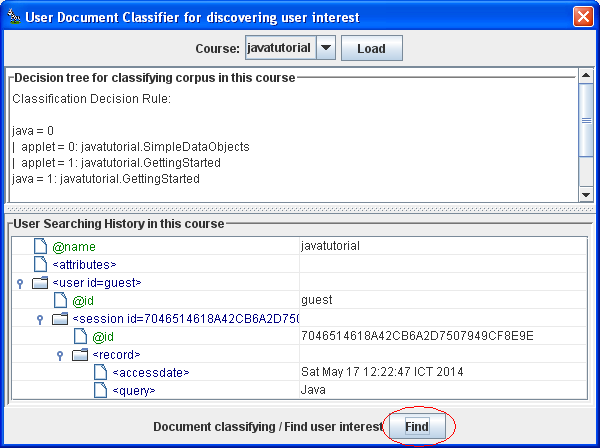 User Document Classifier for discovering user interest
Course: javatutorial Load
Decision tree for classifying corpus in this course
Classification Decision Rule:
java = 0
| applet = 0: javatutorial.SimpleDataObjects
| applet = 1: javatutorial.GettingStarted
java = 1: javatutorial.GettingStarted
User Searching History in this course
@name javatutorial
<attributes>
<user id=guest>
@id guest
<session id=7046514618A42CB6A2D750
@id 7046514618A42CB6A2D7507949CF8E9E
<record>
<accessdate> Sat May 17 12:22:47 ICT 2014
<query> Java
Document classifying / Find user interest Find